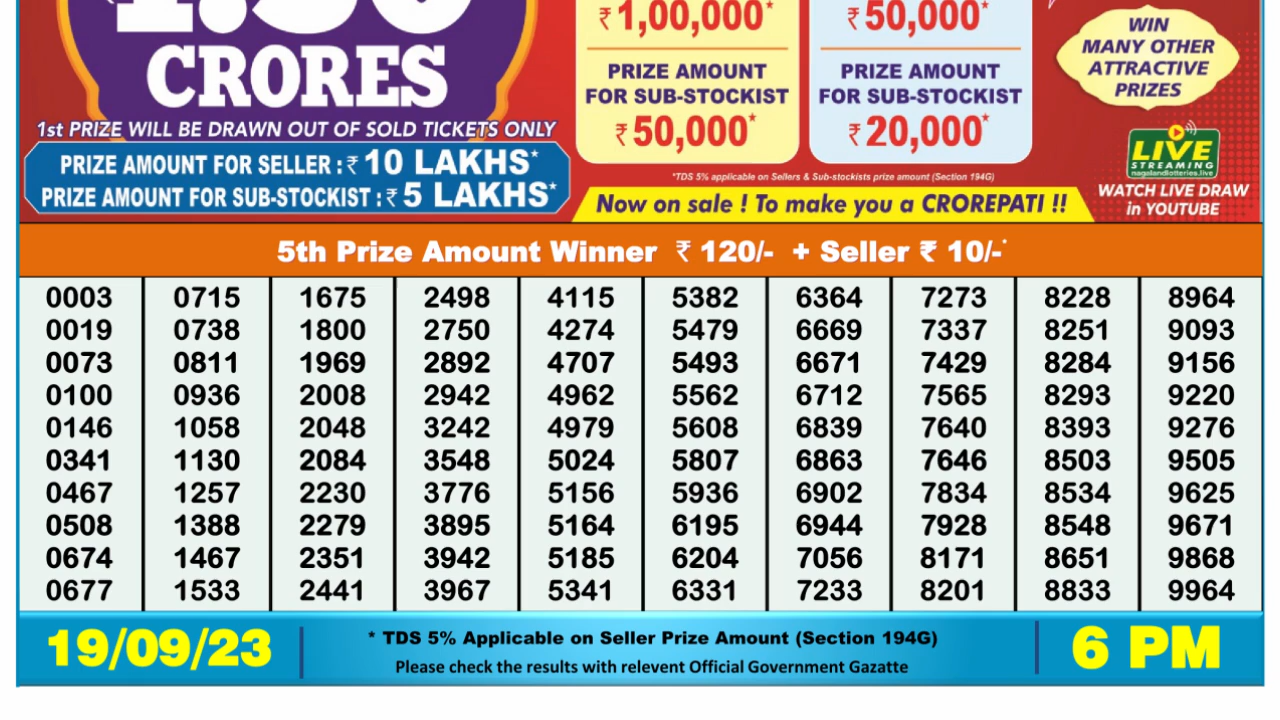 CRORES
1st PRIZE WILL BE DRAWN OUT OF SOLD TICKETS ONLY
PRIZE AMOUNT FOR SELLER : ₹ 10 LAKHS*
PRIZE AMOUNT FOR SUB-STOCKIST : ₹ 5 LAKHS*
₹ 1,00,000*
PRIZE AMOUNT
FOR SUB-STOCKIST
₹ 50,000*
₹ 50,000*
PRIZE AMOUNT
FOR SUB-STOCKIST
₹ 20,000*
*TDS 5% applicable on Sellers & Sub-stockists prize amount (Section 194G)
Now on sale ! To make you a CROREPATI !!
WIN
MANY OTHER
ATTRACTIVE
PRIZES
LIVE
STREAMING
nagalandlotteries.live
WATCH LIVE DRAW
in YOUTUBE
5th Prize Amount Winner ₹ 120/- + Seller ₹ 10/-*
0003 0715 1675 2498 4115 5382 6364 7273 8228 8964
0019 0738 1800 2750 4274 5479 6669 7337 8251 9093
0073 0811 1969 2892 4707 5493 6671 7429 8284 9156
0100 0936 2008 2942 4962 5562 6712 7565 8293 9220
0146 1058 2048 3242 4979 5608 6839 7640 8393 9276
0341 1130 2084 3548 5024 5807 6863 7646 8503 9505
0467 1257 2230 3776 5156 5936 6902 7834 8534 9625
0508 1388 2279 3895 5164 6195 6944 7928 8548 9671
0674 1467 2351 3942 5185 6204 7056 8171 8651 9868
0677 1533 2441 3967 5341 6331 7233 8201 8833 9964
19/09/23
* TDS 5% Applicable on Seller Prize Amount (Section 194G)
Please check the results with relevent Official Government Gazatte
6 PM